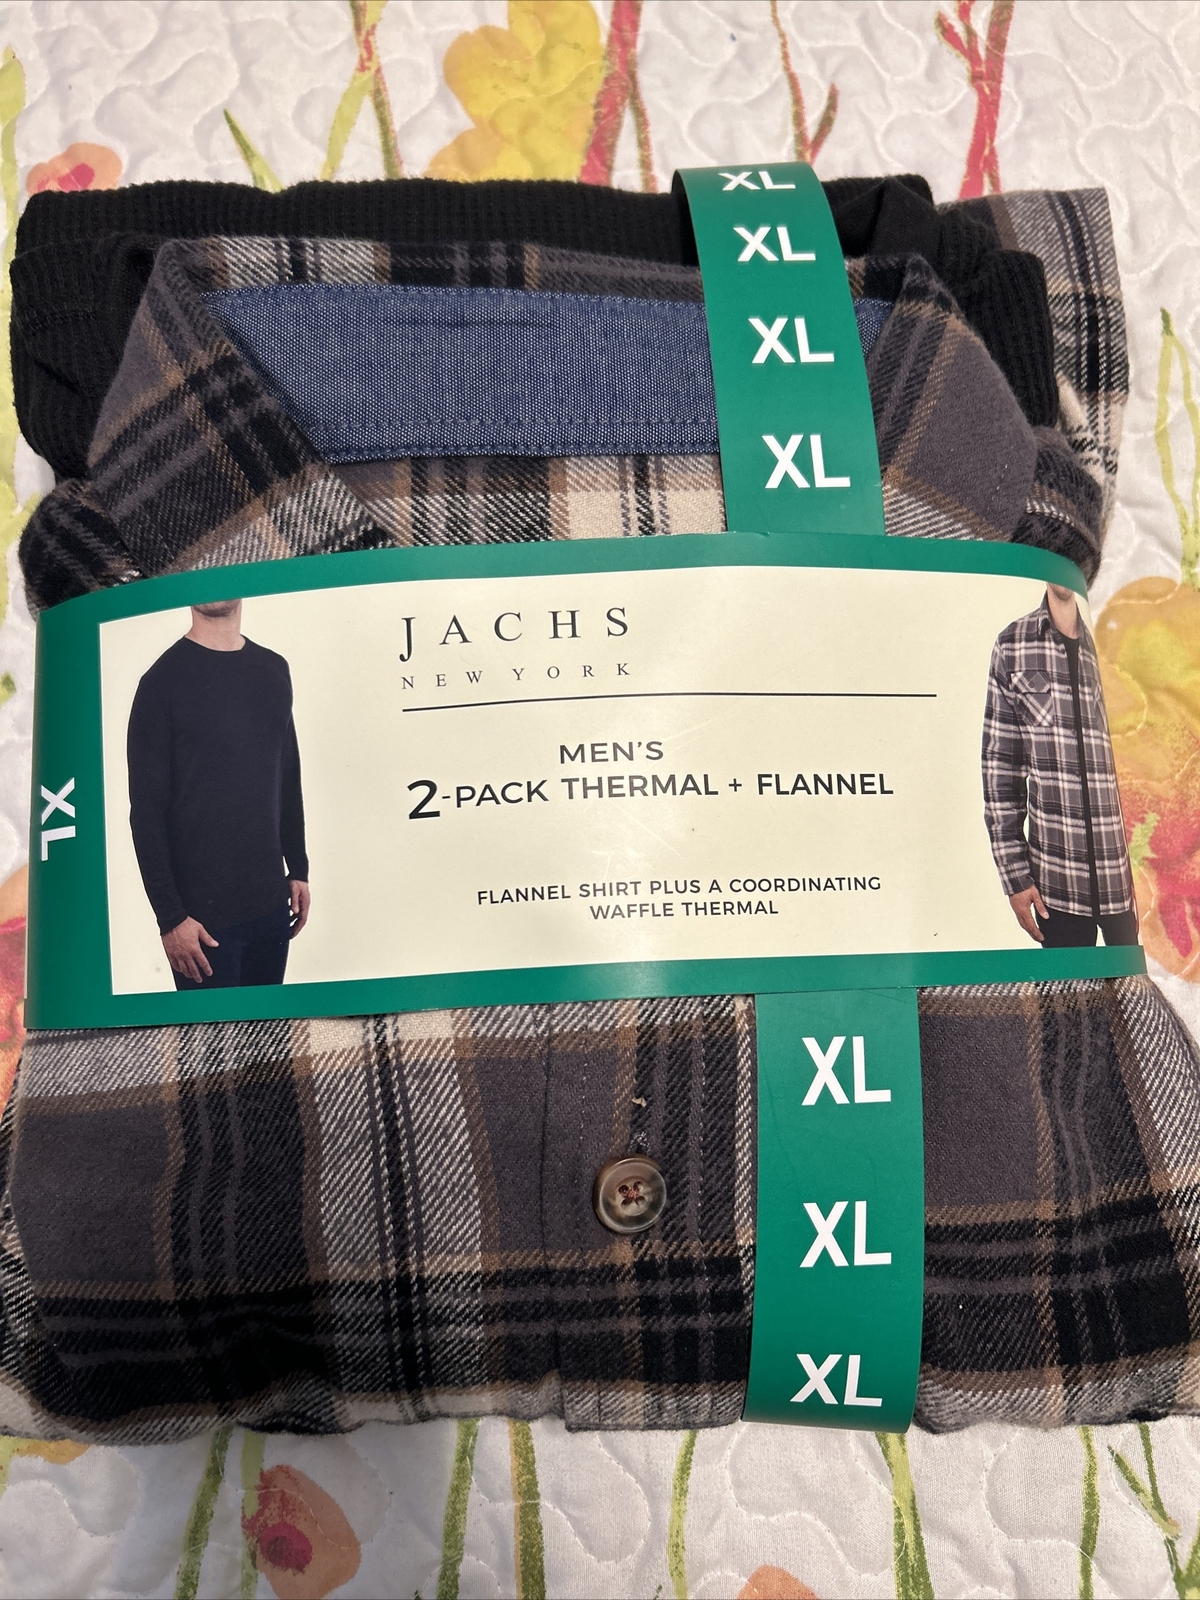 XL
XL
XL
XL
JACHS
NEW YORK
MEN'S
2-PACK THERMAL + FLANNEL
XL
FLANNEL SHIRT PLUS A COORDINATING
WAFFLE THERMAL
XL
XL
XL